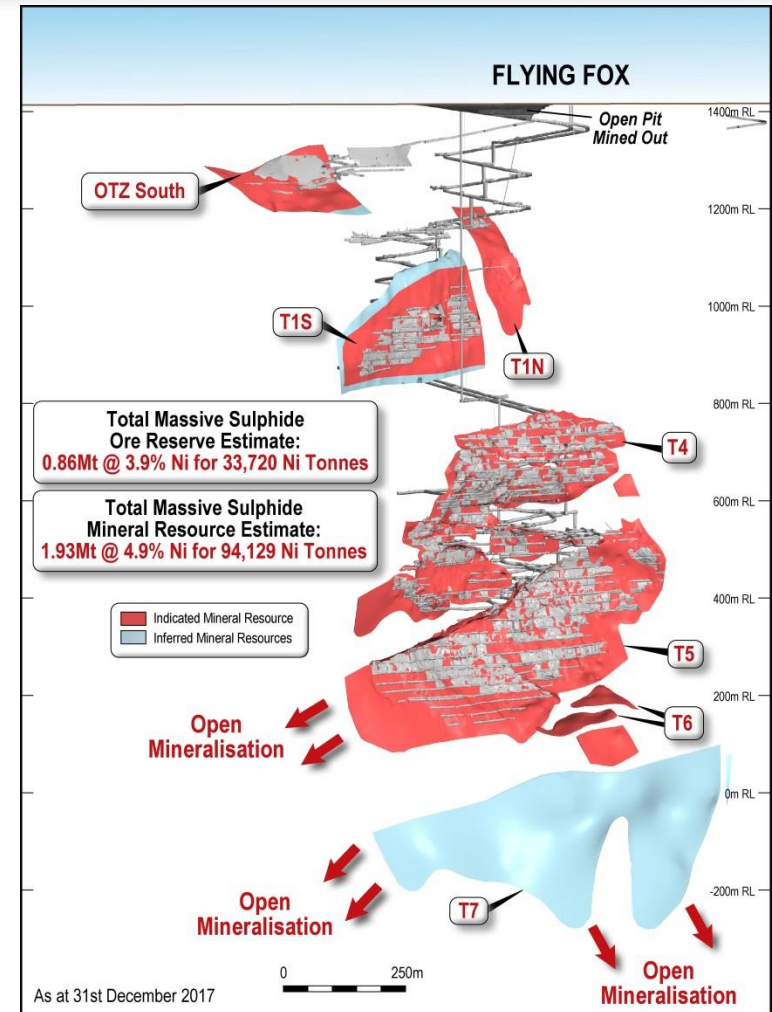 FLYING FOX
1400m RL
Open Pit
Mined Out
OTZ South
1200m RL
1000m RL
T1S
T1N
800m RL
Total Massive Sulphide
Ore Reserve Estimate:
0.86Mt @ 3.9% Ni for 33,720 Ni Tonnes
T4
Total Massive Sulphide
Mineral Resource Estimate:
1.93Mt @ 4.9% Ni for 94,129 Ni Tonnes
600m RL
400m RL
Indicated Mineral Resource
Inferred Mineral Resources
T5
200m RL
T6
Open
Mineralisation
0m RL
-200m RL
T7
Open
Mineralisation
Open
Mineralisation
0 250m
As at 31st December 2017